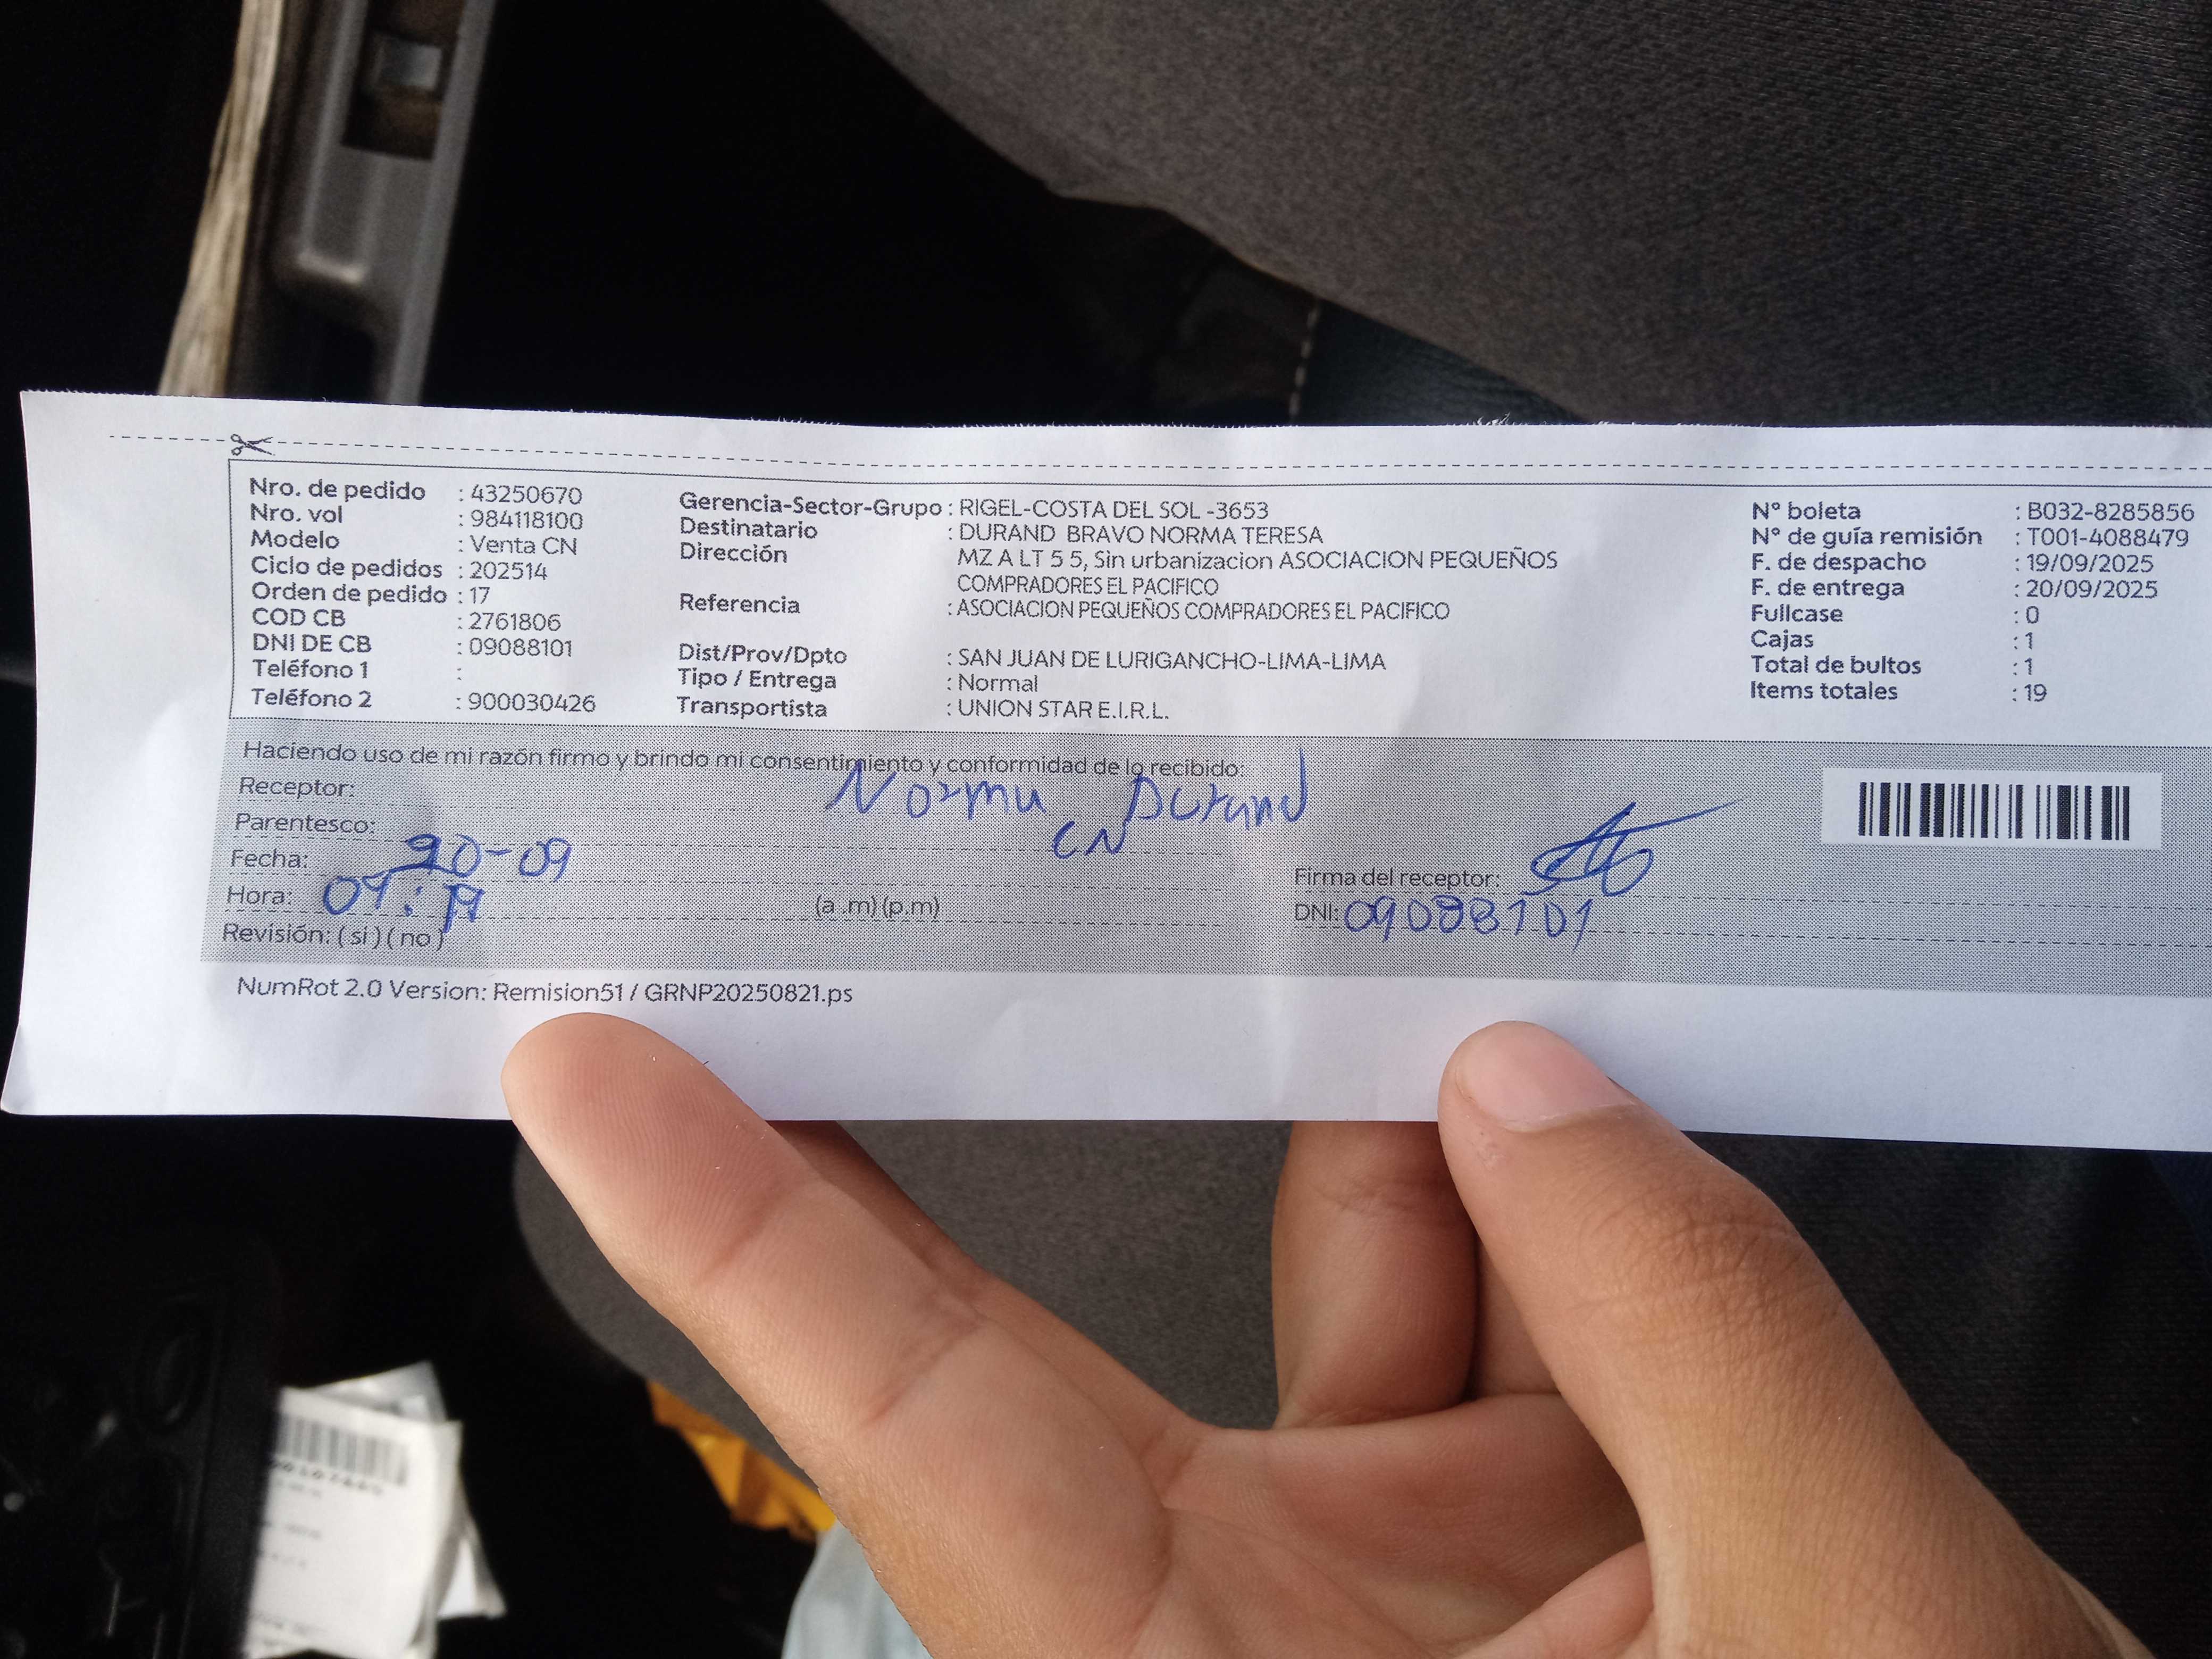 Nro. de pedido : 43250670
Nro. vol : 984118100
Modelo : Venta CN
Ciclo de pedidos : 202514
Orden de pedido : 17
COD CB : 2761806
DNI DE CB : 09088101
Teléfono 1 :
Teléfono 2 : 900030426
Gerencia-Sector-Grupo : RIGEL-COSTA DEL SOL -3653
Destinatario : DURAND BRAVO NORMA TERESA
Dirección MZ A LT 5 5, Sin urbanizacion ASOCIACION PEQUEÑOS
COMPRADORES EL PACIFICO
Referencia : ASOCIACION PEQUEÑOS COMPRADORES EL PACIFICO
Dist/Prov/Dpto : SAN JUAN DE LURIGANCHO-LIMA-LIMA
Tipo / Entrega : Normal
Transportista : UNION STAR E.I.R.L.
N° boleta : B032-8285856
N° de guía remisión : T001-4088479
F. de despacho : 19/09/2025
F. de entrega : 20/09/2025
Fullcase : 0
Cajas : 1
Total de bultos : 1
Items totales : 19
Haciendo uso de mi razón firmo y brindo mi consentimiento y conformidad de lo recibido:
Receptor: Norma Durand
Parentesco: CN
Fecha: 20-09
Hora: (a .m) (p.m)
Revisión: ( si ) ( no )
Firma del receptor:
DNI: 09088101
NumRot 2.0 Version: Remision51 / GRNP20250821.ps